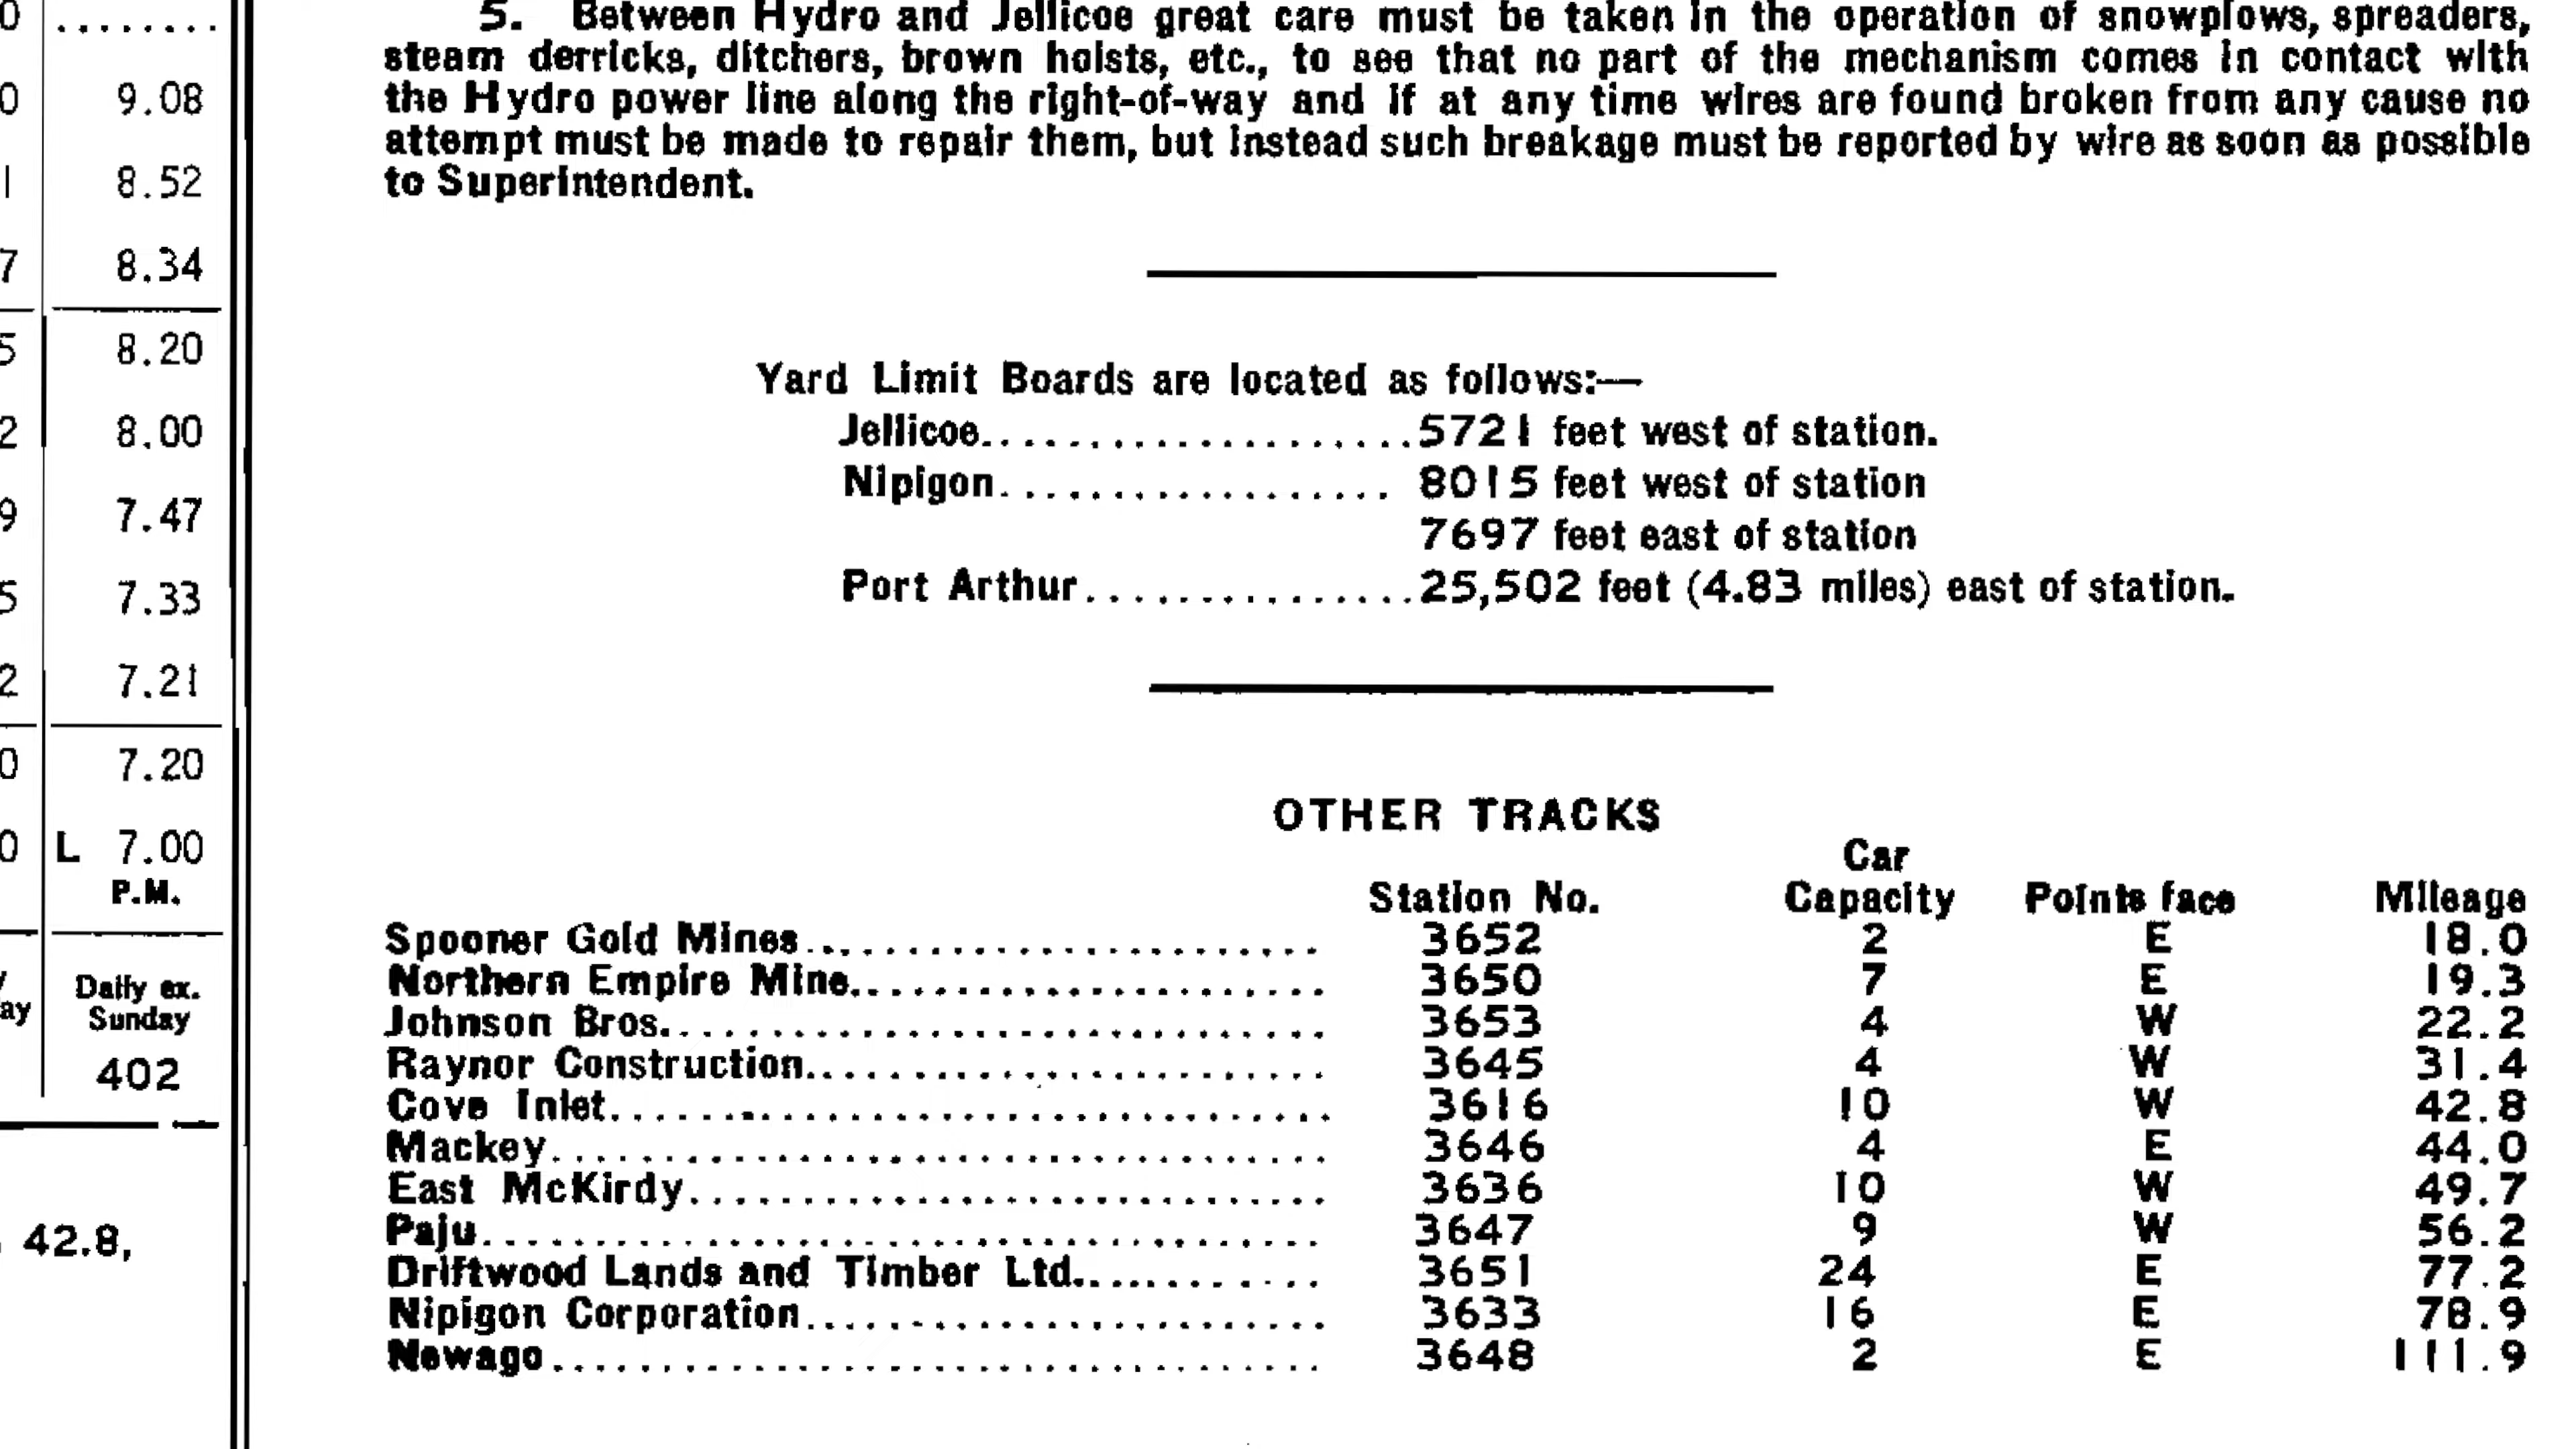 0 ........
5. Between Hydro and Jellicoe great care must be taken in the operation of snowplows, spreaders,
steam derricks, ditchers, brown hoists, etc., to see that no part of the mechanism comes in contact with
the Hydro power line along the right-of-way and if at any time wires are found broken from any cause no
attempt must be made to repair them, but instead such breakage must be reported by wire as soon as possible
to Superintendent.
0 9.08
1 8.52
7 8.34
5 8.20
2 8.00
9 7.47
5 7.33
2 7.21
0 7.20
0 L 7.00
P.M.
ay Daily ex.
Sunday
402
42.8,
Yard Limit Boards are located as follows:—
Jellicoe........................5721 feet west of station.
Nipigon...................... 8015 feet west of station
7697 feet east of station
Port Arthur..................25,502 feet (4.83 miles) east of station.
OTHER TRACKS
Car
Station No. Capacity Points face Mileage
Spooner Gold Mines............................. 3652 2 E 18.0
Northern Empire Mine.......................... 3650 7 E 19.3
Johnson Bros................................... 3653 4 W 22.2
Raynor Construction............................ 3645 4 W 31.4
Cove Inlet..................................... 3616 10 W 42.8
Mackey......................................... 3646 4 E 44.0
East McKirdy................................... 3636 10 W 49.7
Paju........................................... 3647 9 W 56.2
Driftwood Lands and Timber Ltd............. 3651 24 E 77.2
Nipigon Corporation............................ 3633 16 E 78.9
Newago......................................... 3648 2 E 111.9